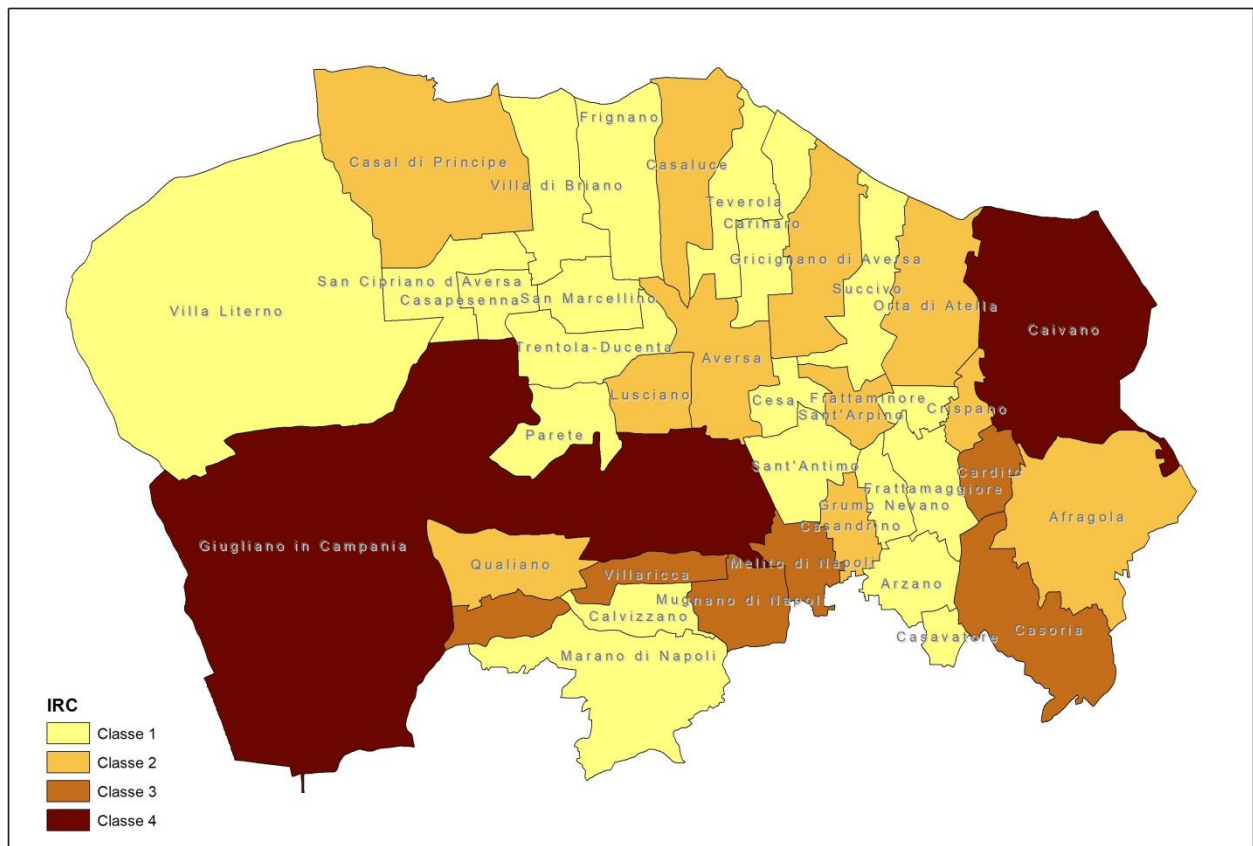 Frignano
Casal di Principe
Casaluce
Villa di Briano
Teverola
Carinaro
Gricignano di Aversa
San Cipriano d Aversa
Casapesenna
San Marcellino
Succivo
Orta di Atella
Villa Literno
Caivano
Trentola-Ducenta
Aversa
Lusciano
Cesa
Frattaminore
Sant'Arpino
Crispano
Parete
Sant'Antimo
Cardito
Frattamaggiore
Grumo Nevano
Afragola
Casandrino
Giugliano in Campania
Qualiano
Villaricca
Melito di Napoli
Arzano
Mugnano di Napoli
Calvizzano
Casavatore
Casoria
Marano di Napoli
IRC
Classe 1
Classe 2
Classe 3
Classe 4